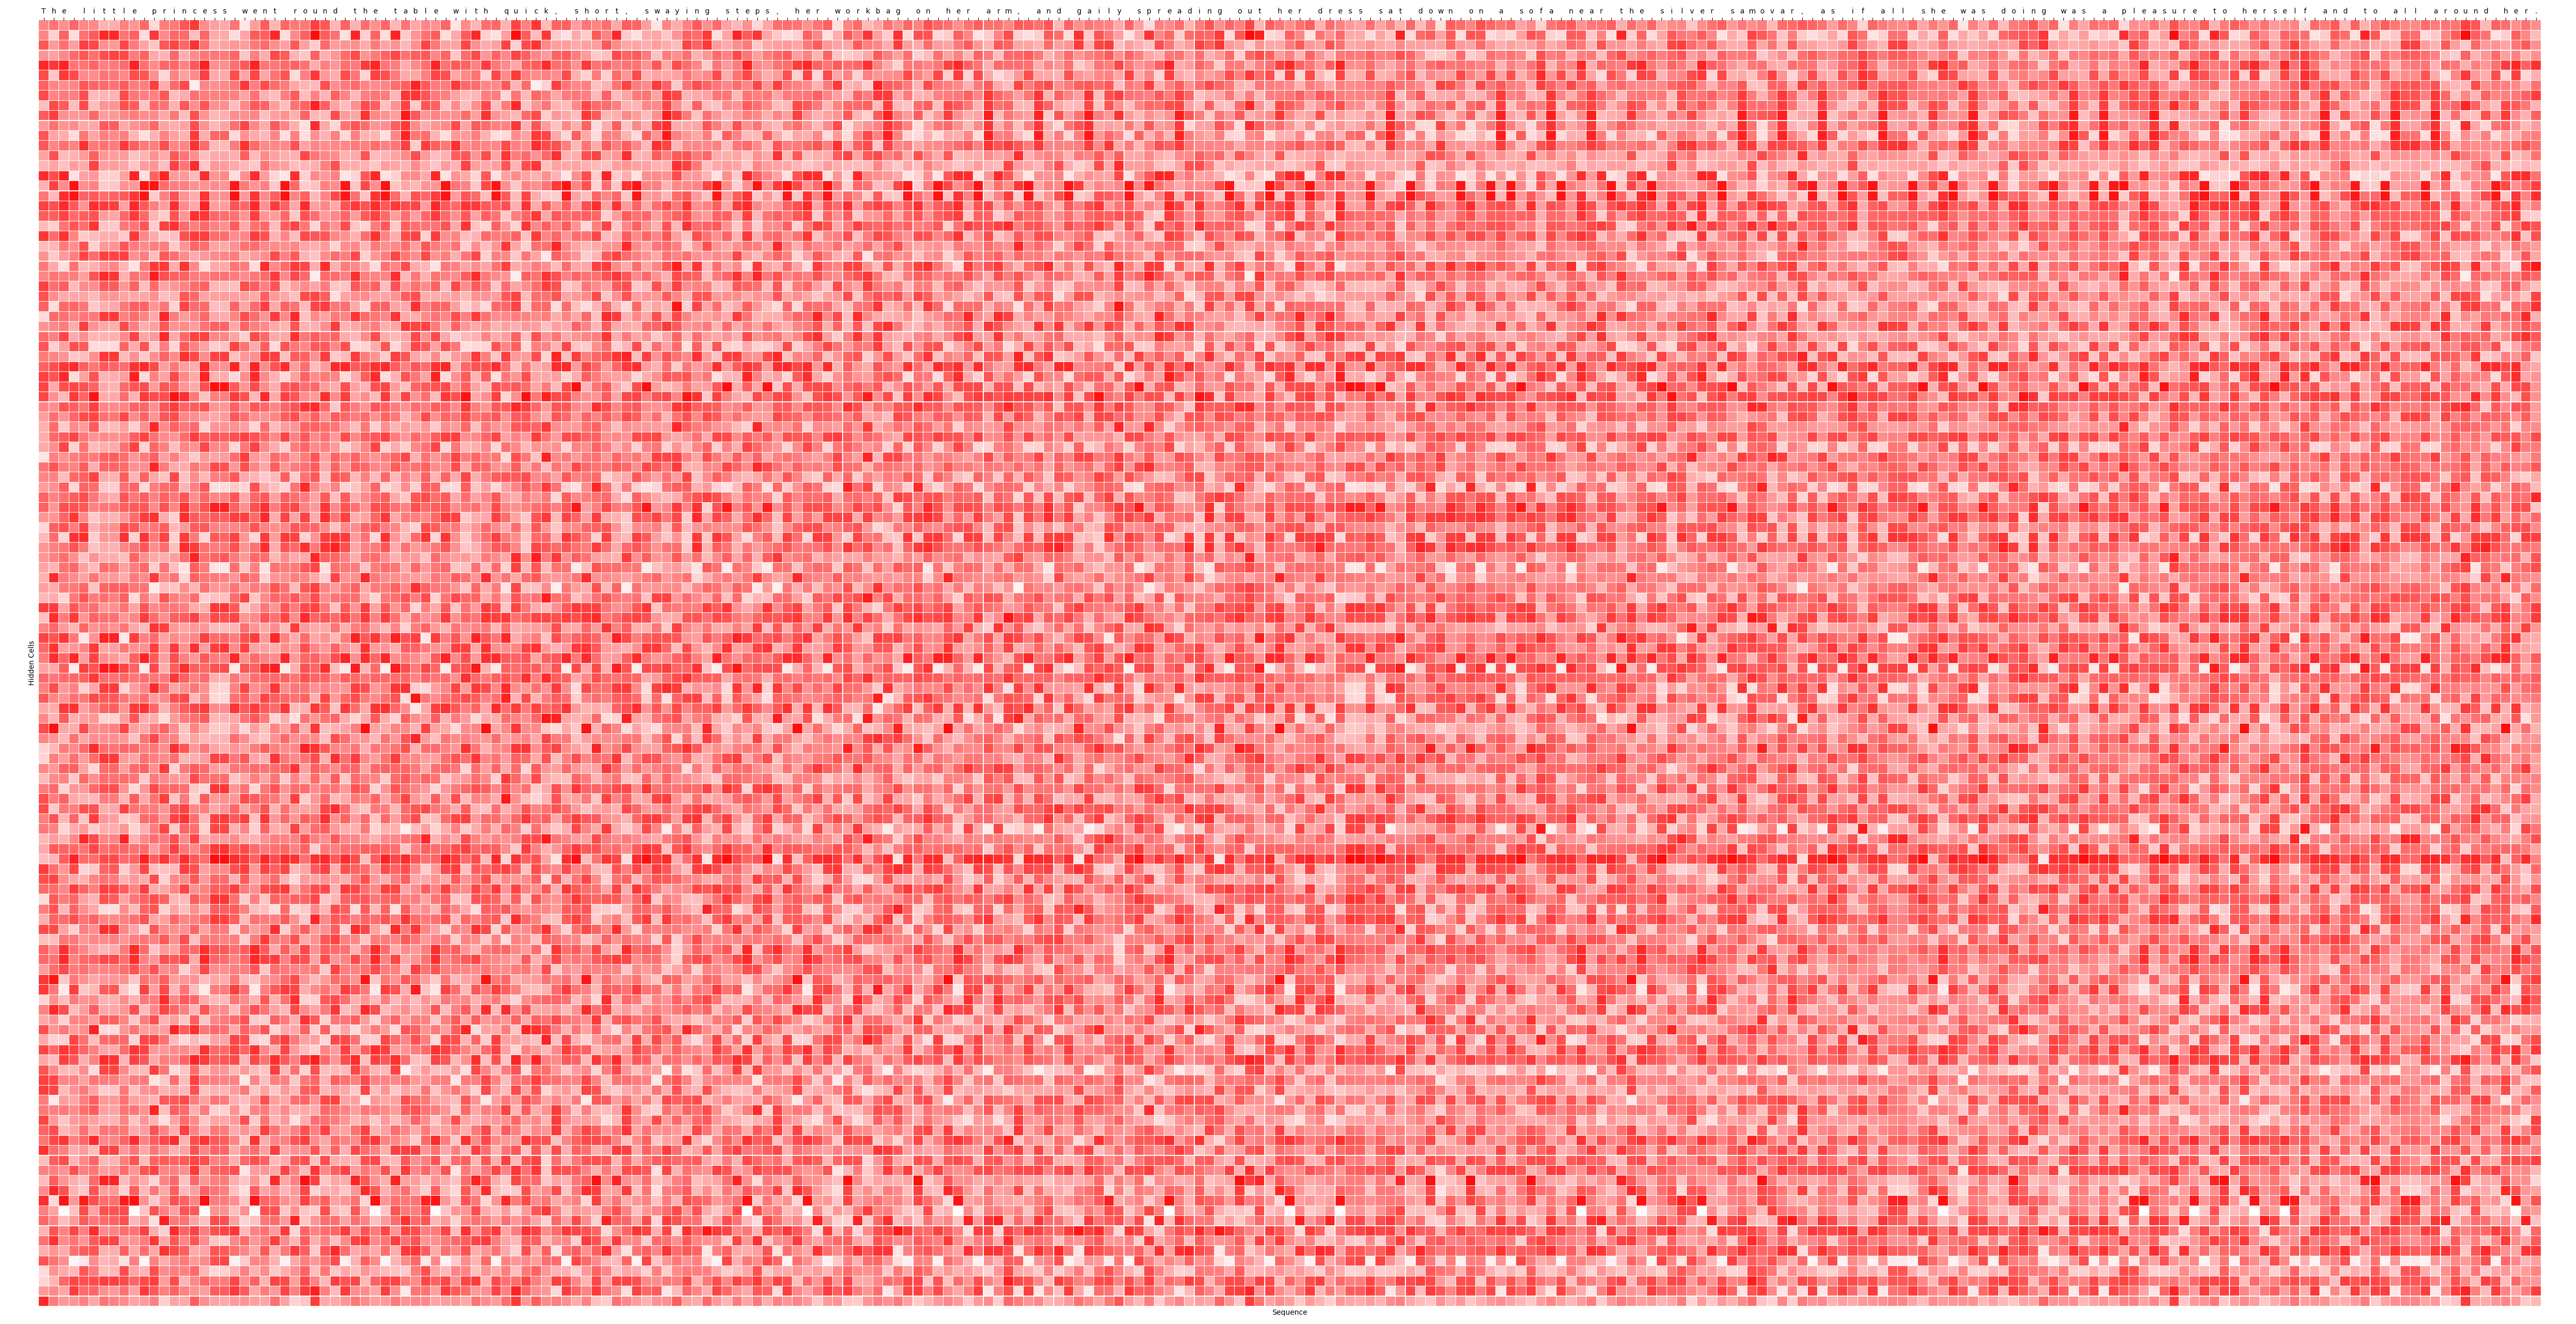 The little princess went round the table with quick, short, swaying steps, her workbag on her arm, and gaily spreading out her dress sat down on a sofa near the silver samovar, as if all she was doing was a pleasure to herself and to all around her.
Hidden Cells
Sequence